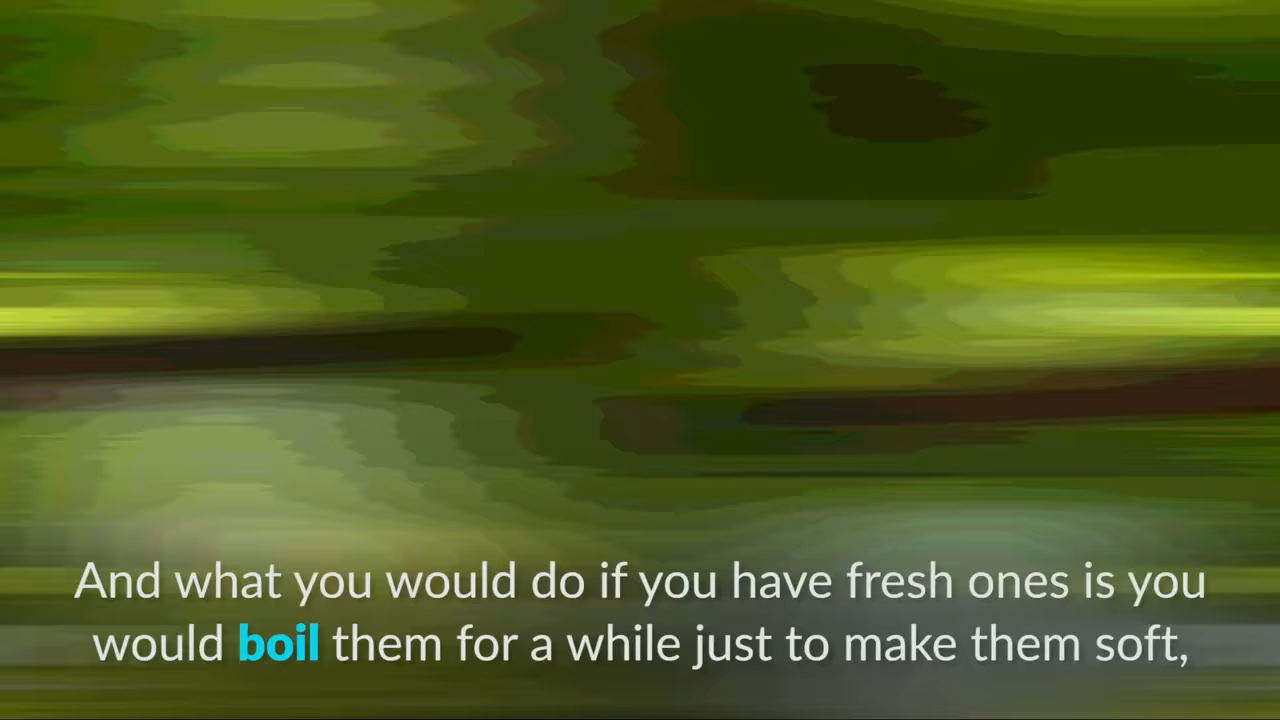 And what you would do if you have fresh ones is you
would boil them for a while just to make them soft,